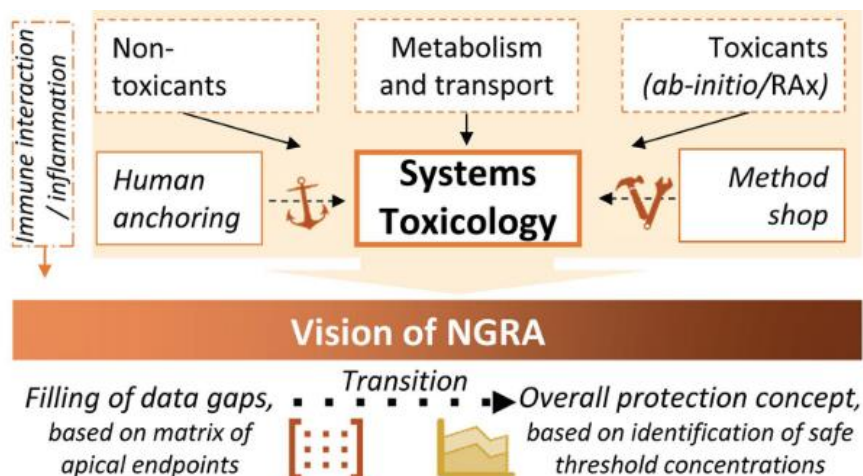 Immune interaction
/ inflammation
Non-
toxicants
Metabolism
and transport
Toxicants
(ab-initio/RAx)
Human
anchoring
Systems
Toxicology
Method
shop
Vision of NGRA
Filling of data gaps,
based on matrix of
apical endpoints
Transition
Overall protection concept,
based on identification of safe
threshold concentrations